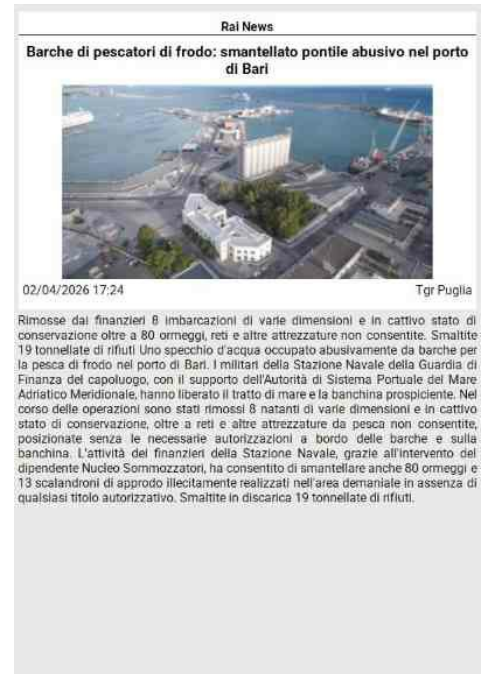 Rai News
Barche di pescatori di frodo: smantellato pontile abusivo nel porto
di Bari
02/04/2026 17:24
Tgr Puglia
Rimosse dai finanzieri 8 imbarcazioni di varie dimensioni e in cattivo stato di
conservazione oltre a 80 ormeggi, reti e altre attrezzature non consentite. Smaltite
19 tonnellate di rifiuti Uno specchio d'acqua occupato abusivamente da barche per
la pesca di frodo nel porto di Bari. I militari della Stazione Navale della Guardia di
Finanza del capoluogo, con il supporto dell'Autorità di Sistema Portuale del Mare
Adriatico Meridionale, hanno liberato il tratto di mare e la banchina prospiciente. Nel
corso delle operazioni sono stati rimossi 8 natanti di varie dimensioni e in cattivo
stato di conservazione, oltre a reti e altre attrezzature da pesca non consentite,
posizionate senza le necessarie autorizzazioni a bordo delle barche e sulla
banchina. L'attività dei finanzieri della Stazione Navale, grazie all'intervento del
dipendente Nucleo Sommozzatori, ha consentito di smantellare anche 80 ormeggi e
13 scalandroni di approdo illecitamente realizzati nell'area demaniale in assenza di
qualsiasi titolo autorizzativo. Smaltite in discarica 19 tonnellate di rifiuti.